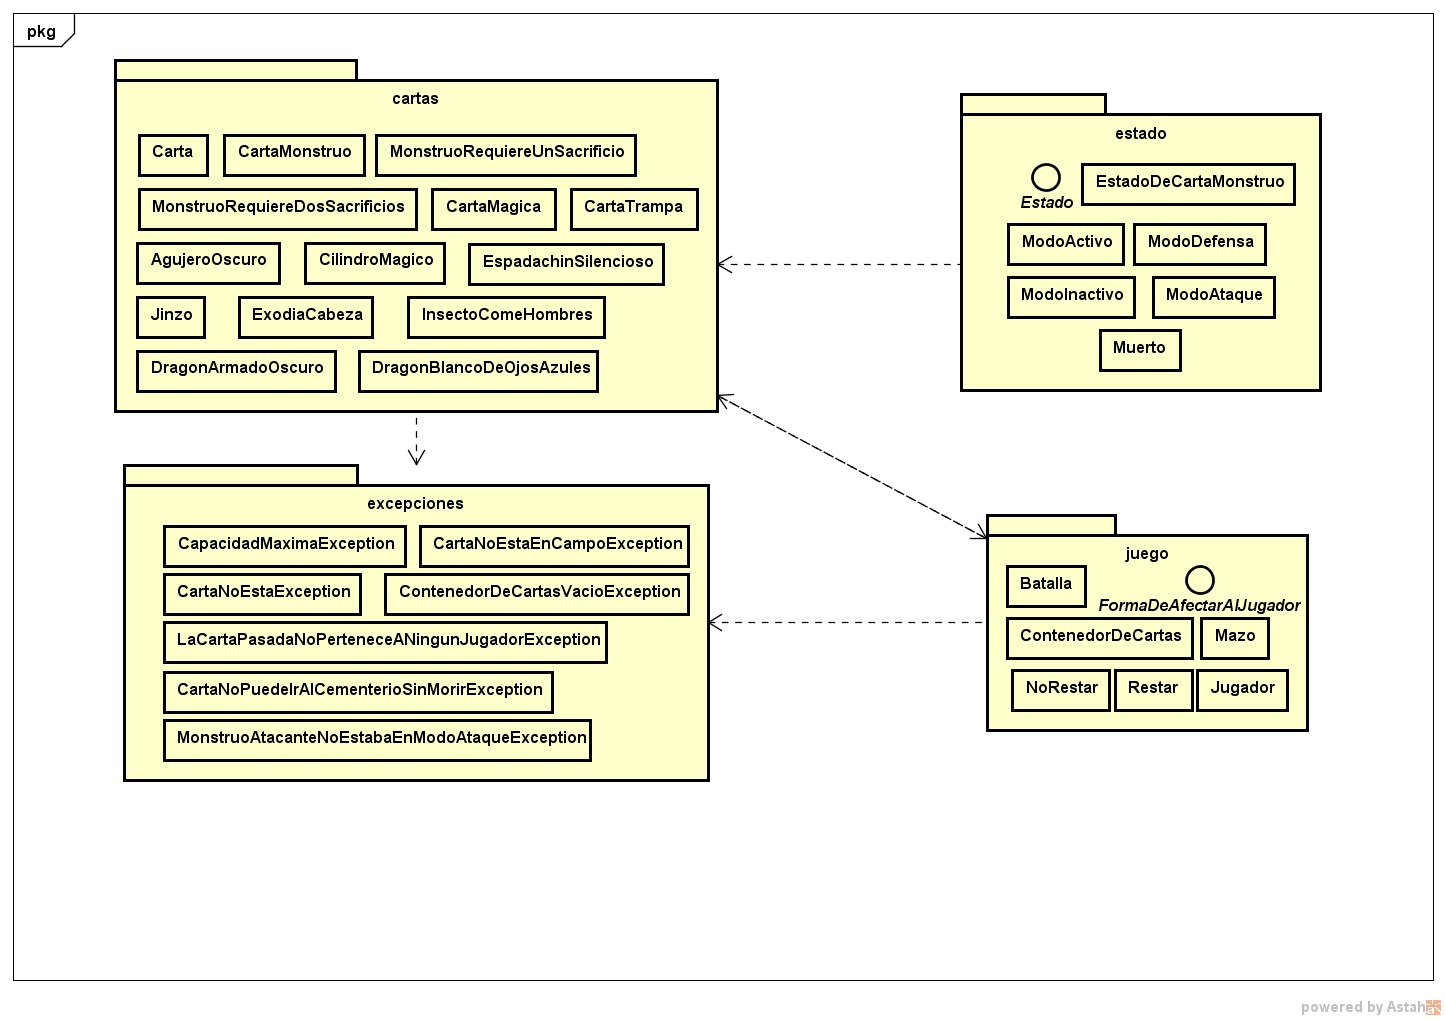 pkg
cartas
Carta
CartaMonstruo
MonstruoRequiereUnSacrificio
MonstruoRequiereDosSacrificios
CartaMagica
CartaTrampa
AgujeroOscuro
CilindroMagico
EspadachinSilencioso
Jinzo
ExodiaCabeza
InsectoComeHombres
DragonArmadoOscuro
DragonBlancoDeOjosAzules
estado
Estado
EstadoDeCartaMonstruo
ModoActivo
ModoDefensa
ModoInactivo
ModoAtaque
Muerto
excepciones
CapacidadMaximaException
CartaNoEstaEnCampoException
CartaNoEstaException
ContenedorDeCartasVacioException
LaCartaPasadaNoPerteneceANingunJugadorException
CartaNoPuedeIrAlCementerioSinMorirException
MonstruoAtacanteNoEstabaEnModoAtaqueException
juego
Batalla
FormaDeAfectarAlJugador
ContenedorDeCartas
Mazo
NoRestar
Restar
Jugador
powered by Astah